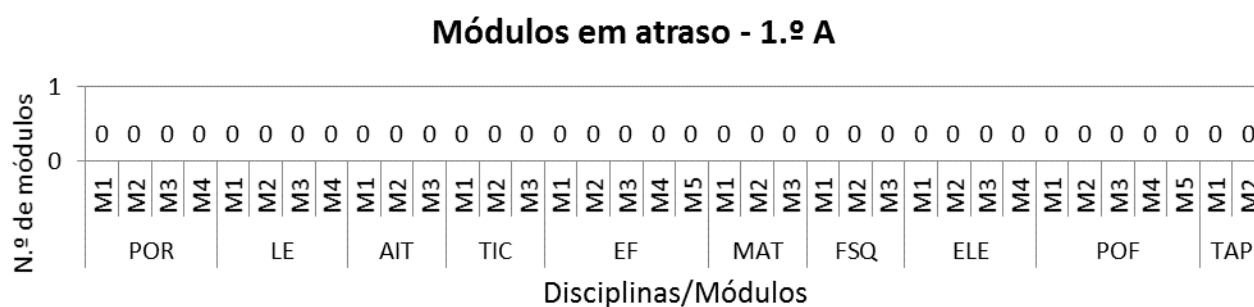 Módulos em atraso - 1.º A
N.º de módulos
1
0 0 0 0 0 0 0 0 0 0 0 0 0 0 0 0 0 0 0 0 0 0 0 0 0 0 0 0 0 0 0 0 0 0 0 0
0
M1 M2 M3 M4 M1 M2 M3 M4 M1 M2 M3 M1 M2 M3 M1 M2 M3 M4 M5 M1 M2 M3 M1 M2 M3 M1 M2 M3 M4 M1 M2 M3 M4 M5 M1 M2
POR LE AIT TIC EF MAT FSQ ELE POF TAP
Disciplinas/Módulos